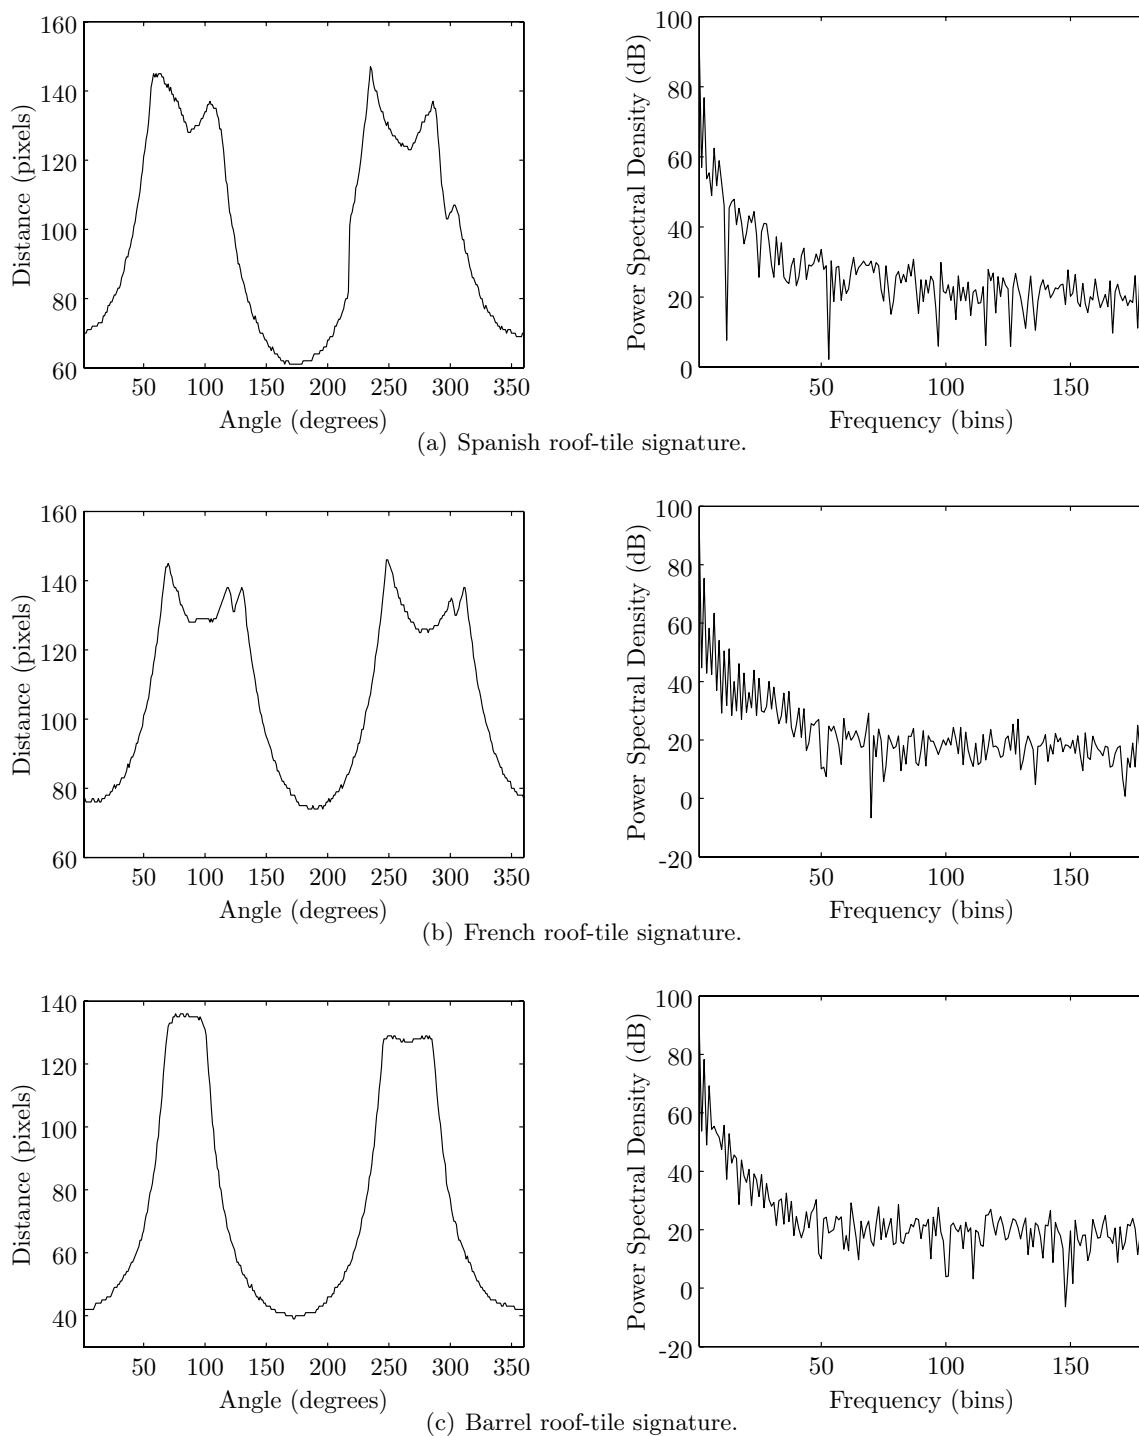 160
140
120
100
80
60
50 100 150 200 250 300 350
Distance (pixels)
Angle (degrees)
100
80
60
40
20
0
50 100 150
Power Spectral Density (dB)
Frequency (bins)
(a) Spanish roof-tile signature.
160
140
120
100
80
60
50 100 150 200 250 300 350
Distance (pixels)
Angle (degrees)
100
80
60
40
20
0
-20
50 100 150
Power Spectral Density (dB)
Frequency (bins)
(b) French roof-tile signature.
140
120
100
80
60
40
50 100 150 200 250 300 350
Distance (pixels)
Angle (degrees)
100
80
60
40
20
0
-20
50 100 150
Power Spectral Density (dB)
Frequency (bins)
(c) Barrel roof-tile signature.